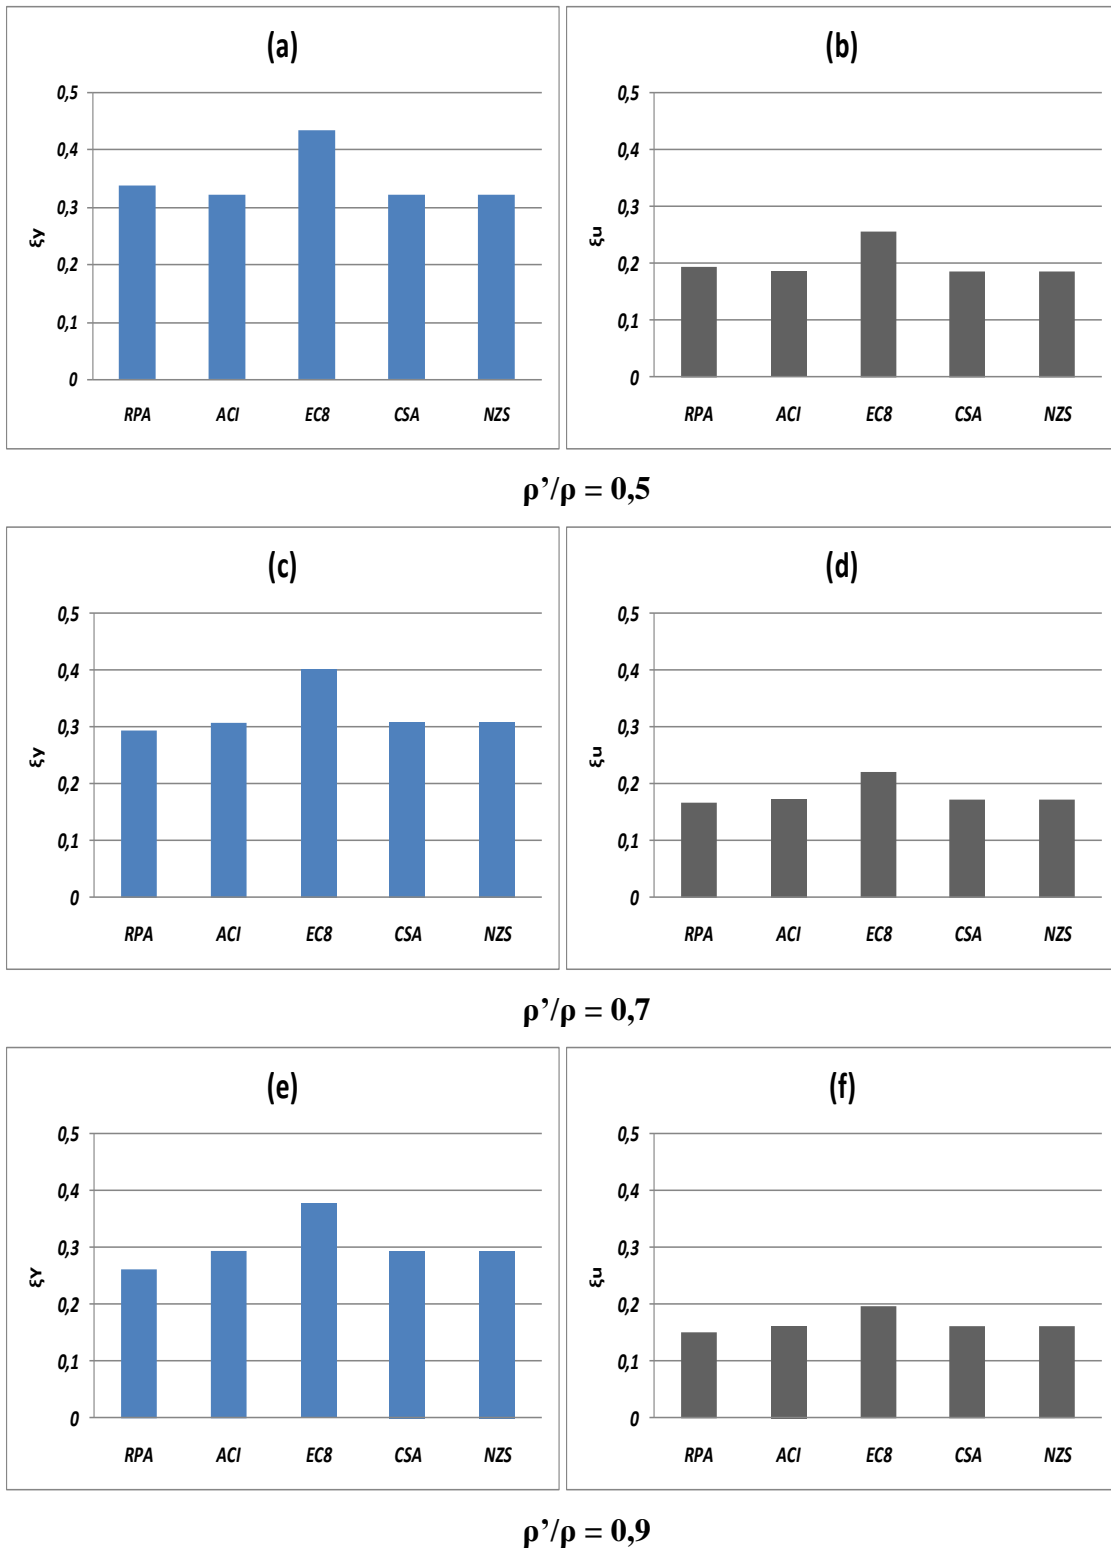 (a)
0,5
0,4
0,3
0,2
0,1
0
ξy
RPA ACI EC8 CSA NZS
(b)
0,5
0,4
0,3
0,2
0,1
0
ξu
RPA ACI EC8 CSA NZS
ρ’/ρ = 0,5
(c)
0,5
0,4
0,3
0,2
0,1
0
ξy
RPA ACI EC8 CSA NZS
(d)
0,5
0,4
0,3
0,2
0,1
0
ξu
RPA ACI EC8 CSA NZS
ρ’/ρ = 0,7
(e)
0,5
0,4
0,3
0,2
0,1
0
ξY
RPA ACI EC8 CSA NZS
(f)
0,5
0,4
0,3
0,2
0,1
0
ξu
RPA ACI EC8 CSA NZS
ρ’/ρ = 0,9